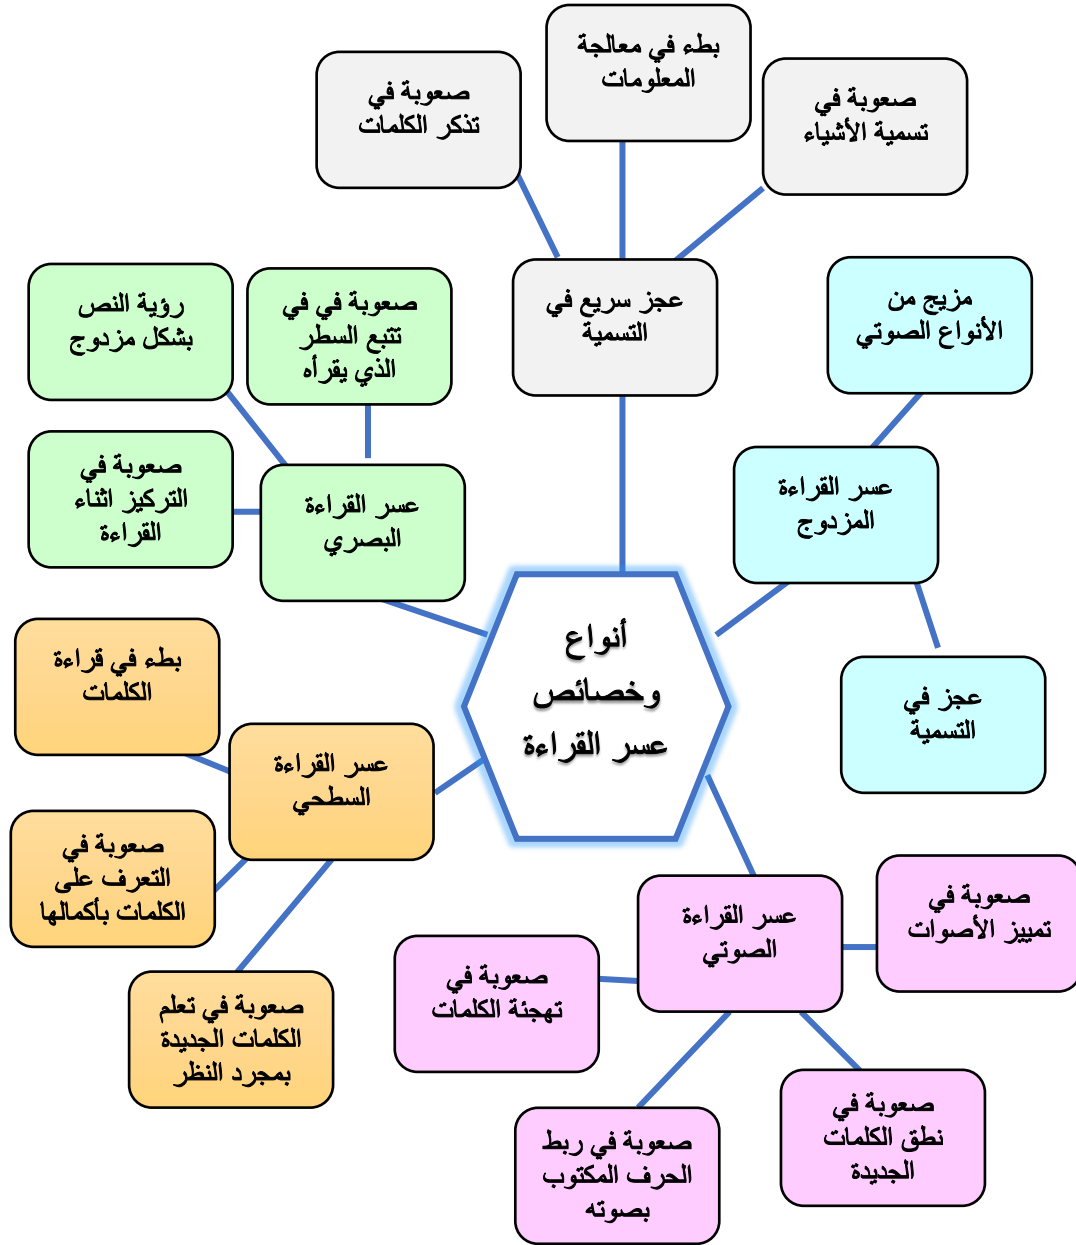 بطء في معالجة
المعلومات
صعوبة في
تذكر الكلمات
صعوبة في
تسمية الأشياء
عجز سريع في
التسمية
مزيج من
الأنواع الصوتي
عسر القراءة
المزدوج
عجز في
التسمية
رؤية النص
بشكل مزدوج
صعوبة في في
تتبع السطر
الذي يقرأه
صعوبة في
التركيز اثناء
القراءة
عسر القراءة
البصري
أنواع
وخصائص
عسر القراءة
بطء في قراءة
الكلمات
عسر القراءة
السطحي
صعوبة في
التعرف على
الكلمات بأكمالها
صعوبة في تعلم
الكلمات الجديدة
بمجرد النظر
عسر القراءة
الصوتي
صعوبة في
تمييز الأصوات
صعوبة في
تهجئة الكلمات
صعوبة في ربط
الحرف المكتوب
بصوته
صعوبة في
نطق الكلمات
الجديدة